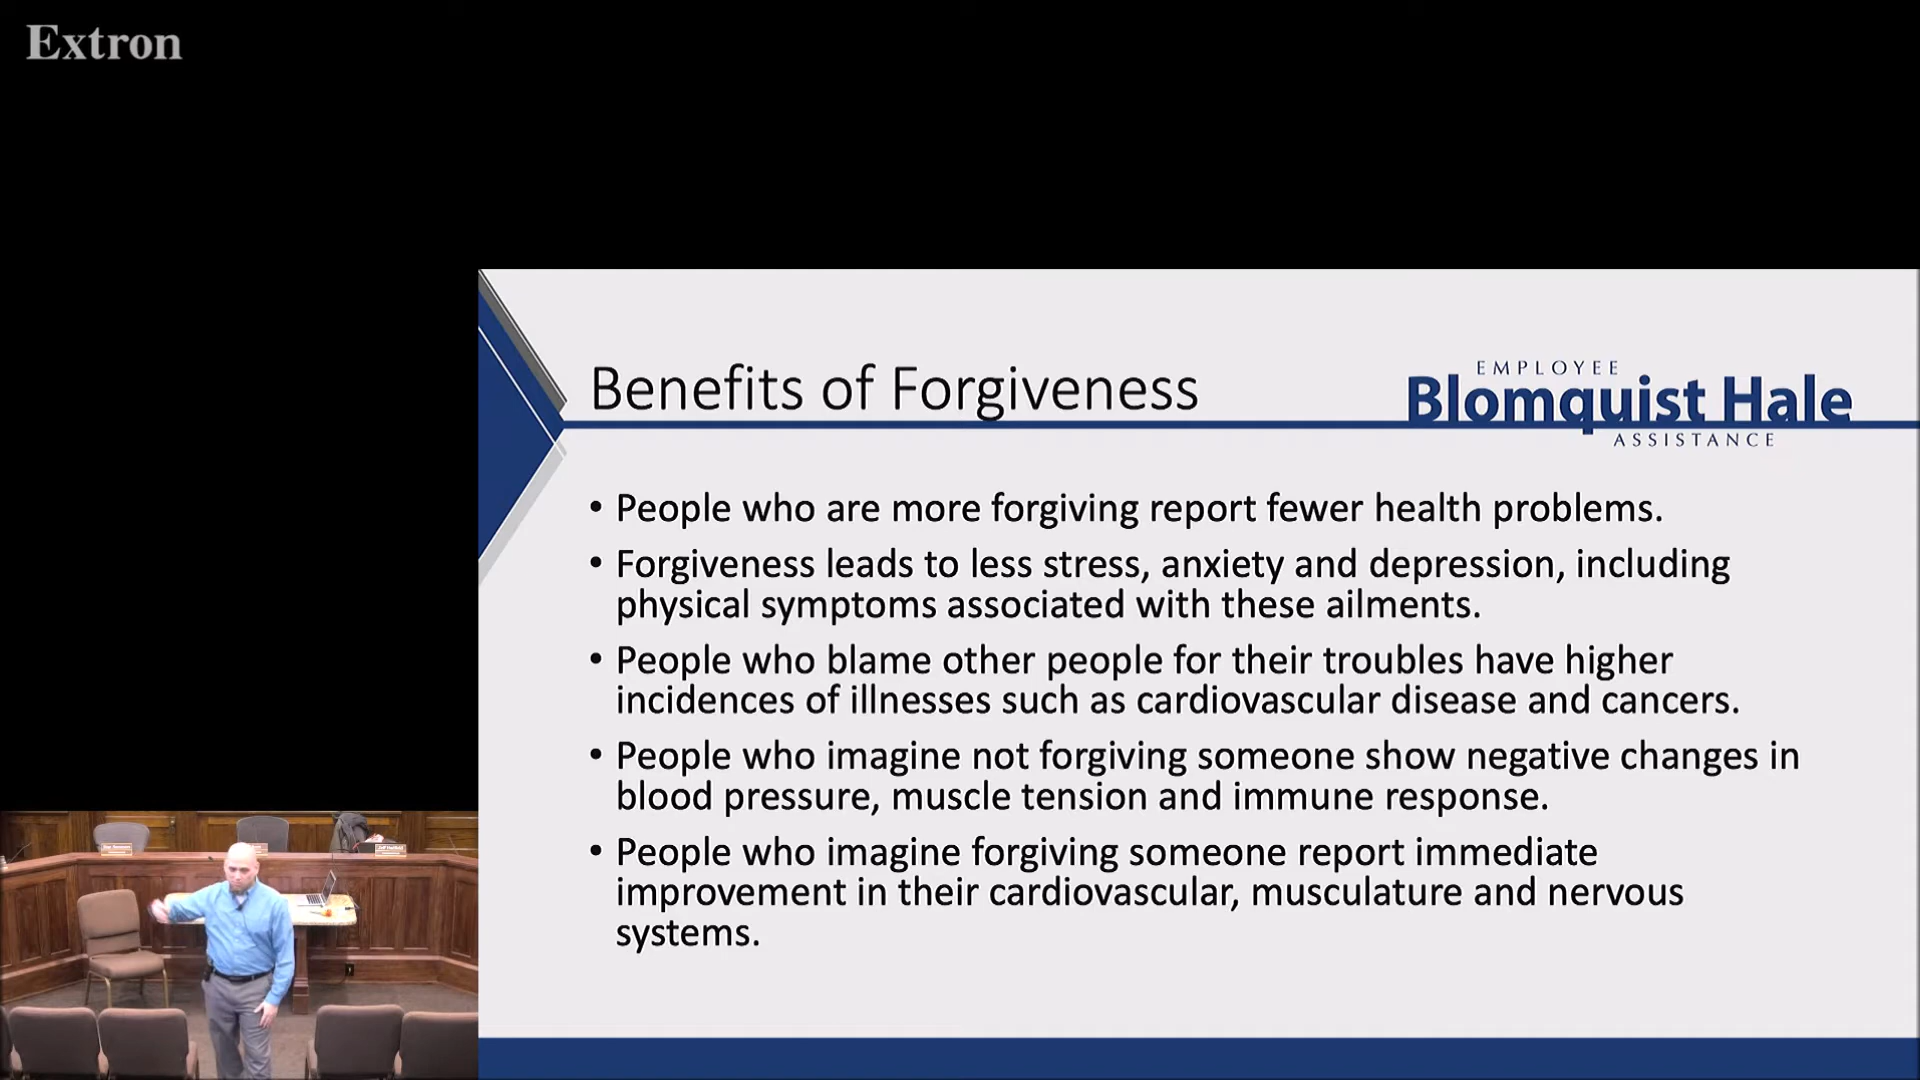 Extron
Benefits of Forgiveness
EMPLOYEE
Blomquist Hale
ASSISTANCE
• People who are more forgiving report fewer health problems.
• Forgiveness leads to less stress, anxiety and depression, including
physical symptoms associated with these ailments.
• People who blame other people for their troubles have higher
incidences of illnesses such as cardiovascular disease and cancers.
• People who imagine not forgiving someone show negative changes in
blood pressure, muscle tension and immune response.
• People who imagine forgiving someone report immediate
improvement in their cardiovascular, musculature and nervous
systems.